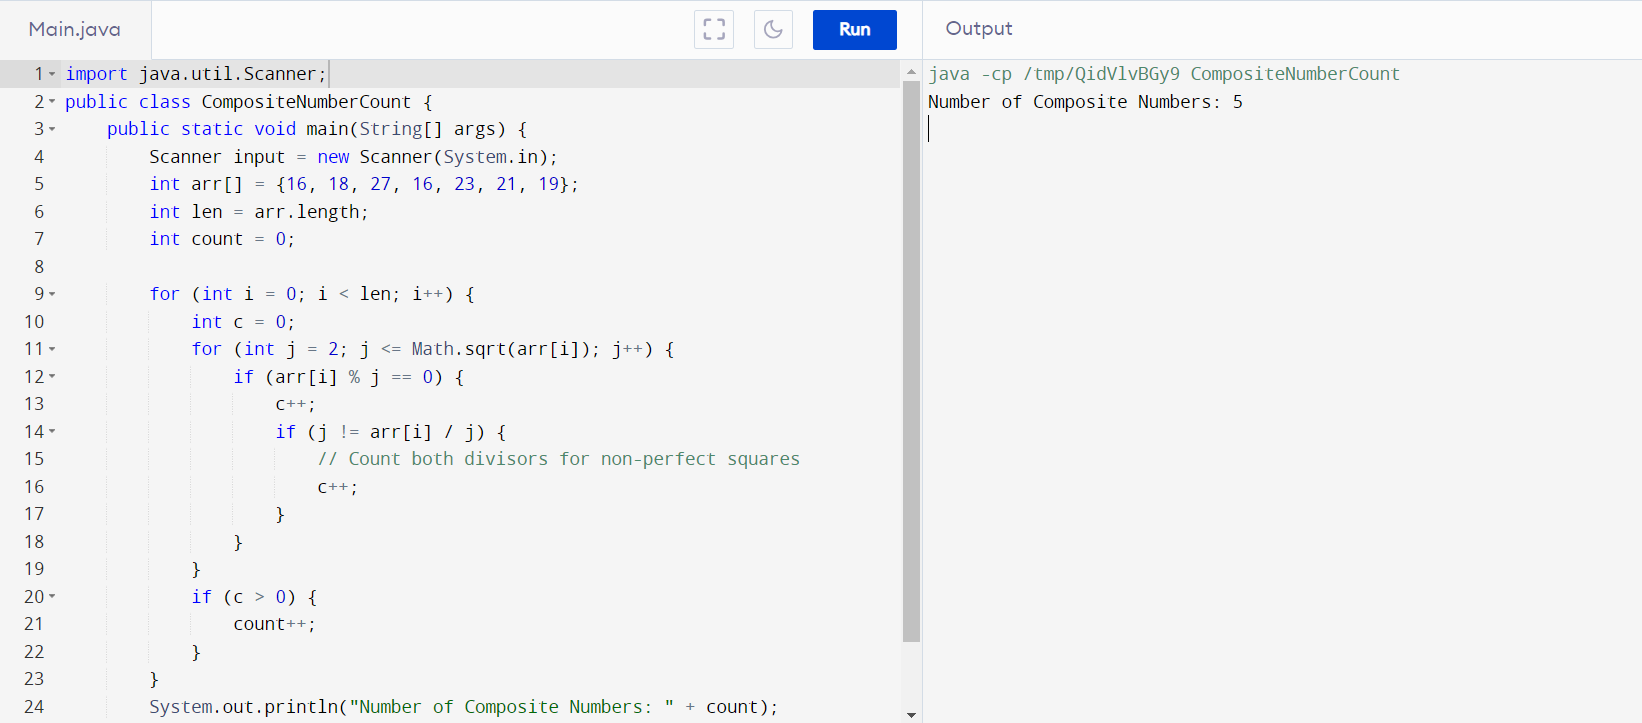 Main.java
Run
Output
1 import java.util.Scanner;
2 public class CompositeNumberCount {
3     public static void main(String[] args) {
4         Scanner input = new Scanner(System.in);
5         int arr[] = {16, 18, 27, 16, 23, 21, 19};
6         int len = arr.length;
7         int count = 0;
8
9         for (int i = 0; i < len; i++) {
10             int c = 0;
11             for (int j = 2; j <= Math.sqrt(arr[i]); j++) {
12                 if (arr[i] % j == 0) {
13                     c++;
14                     if (j != arr[i] / j) {
15                         // Count both divisors for non-perfect squares
16                         c++;
17                     }
18                 }
19             }
20             if (c > 0) {
21                 count++;
22             }
23         }
24         System.out.println("Number of Composite Numbers: " + count);
java -cp /tmp/QidVlvBGy9 CompositeNumberCount
Number of Composite Numbers: 5